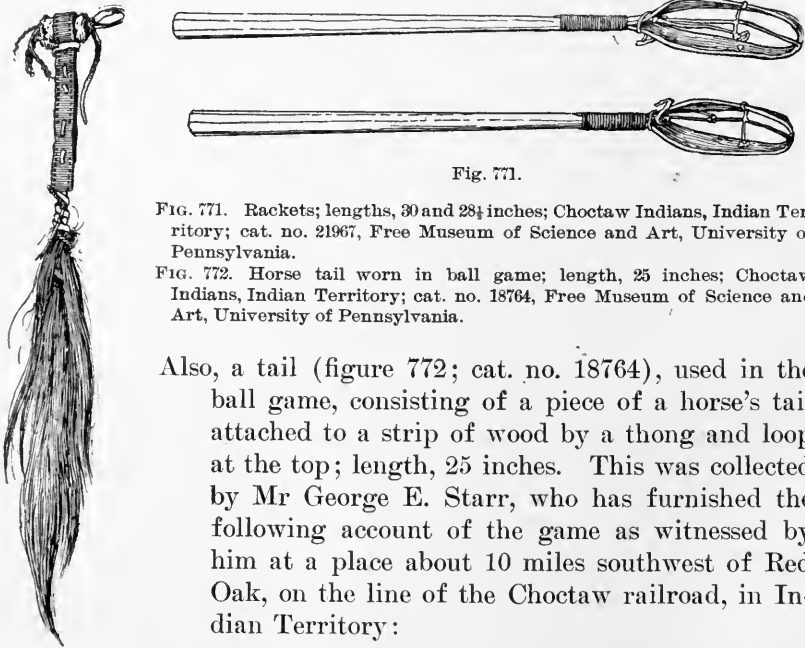 Fig. 771.
FIG. 771. Rackets; lengths, 30 and inches; Choctaw Indians, Indian Ter
ritory; cat. no. 21967, Free Museum of Science and Art, University o
Pennsylvania.
FIG. 772. Horse tail worn in ball game; length, 25 inches; Choctaw
Indians, Indian Territory; cat. no. 18764, Free Museum of Science and
Art, University of Pennsylvania.
Also, a tail (figure 772; cat. no. 18764), used in the
ball game, consisting of a piece of a horse's tai
attached to a strip of wood by a thong and loop
at the top; length, 25 inches. This was collected
by Mr George E. Starr, who has furnished the
following account of the game as witnessed by
him at a place about 10 miles southwest of Red
Oak, on the line of the Choctaw railroad, in In-
dian Territory: